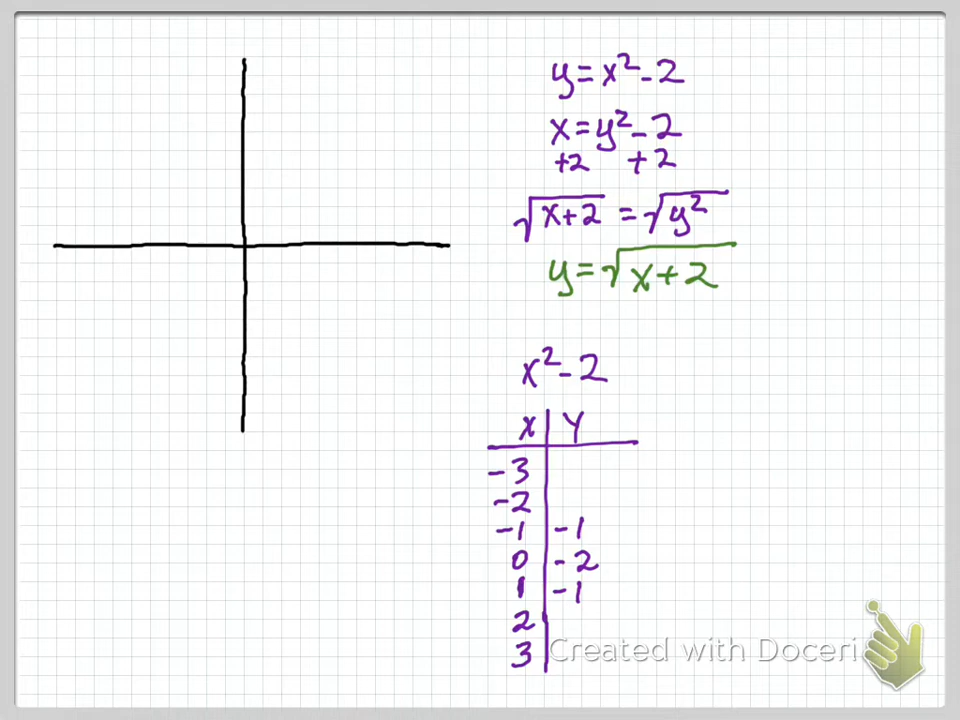 y = x² - 2
x = y² - 2
+2 +2
√x+2 = √y²
y = √x+2
x² - 2
x y
-3
-2
-1 -1
0 -2
1 -1
2
3
Created with Doceri